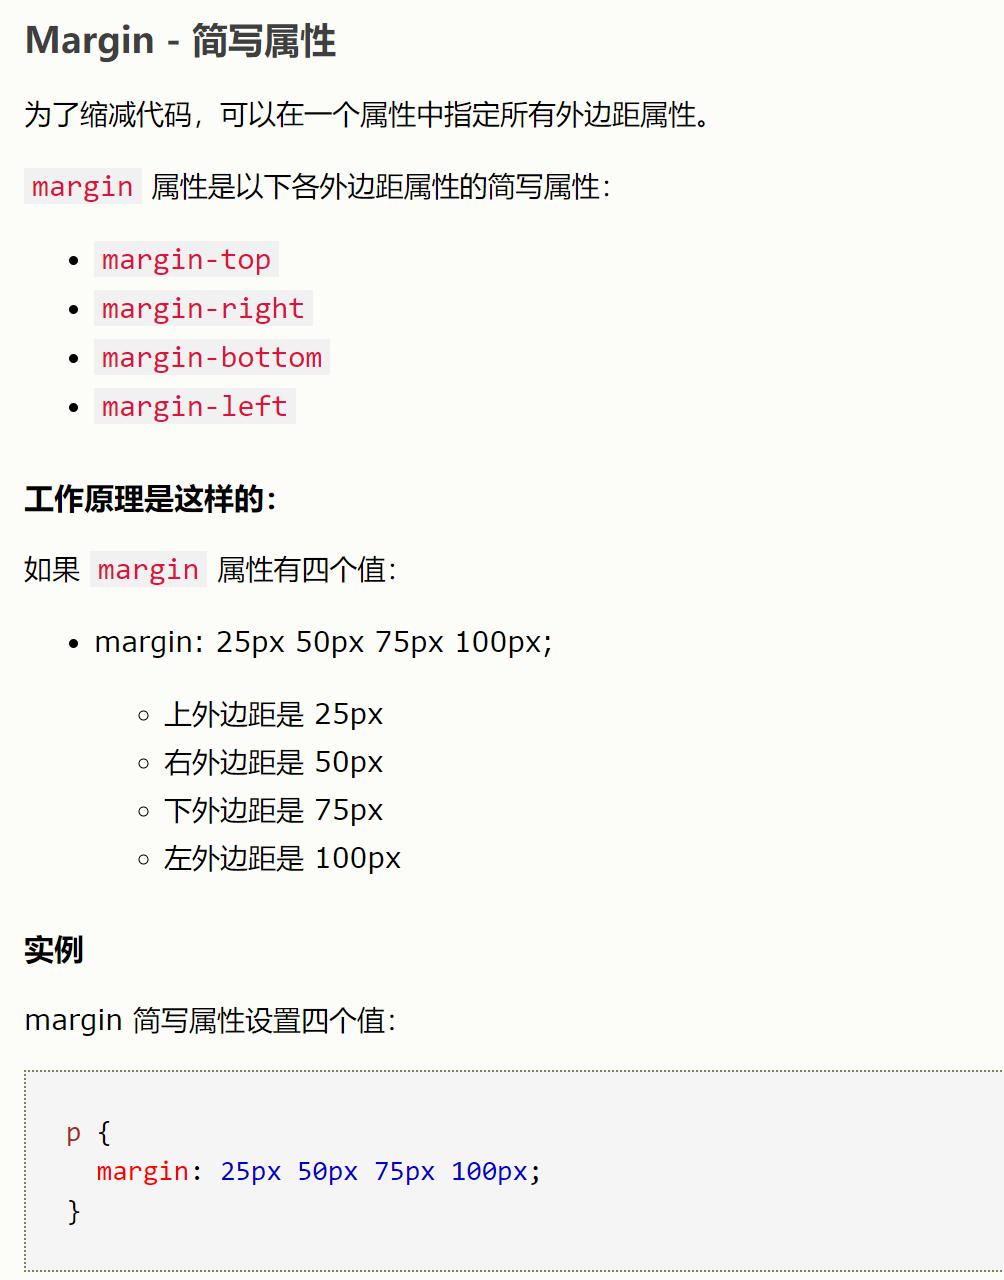 Margin - 简写属性
为了缩减代码，可以在一个属性中指定所有外边距属性。
margin 属性是以下各外边距属性的简写属性：
margin-top
margin-right
margin-bottom
margin-left
工作原理是这样的：
如果 margin 属性有四个值：
margin: 25px 50px 75px 100px;
上外边距是 25px
右外边距是 50px
下外边距是 75px
左外边距是 100px
实例
margin 简写属性设置四个值：
p {
margin: 25px 50px 75px 100px;
}